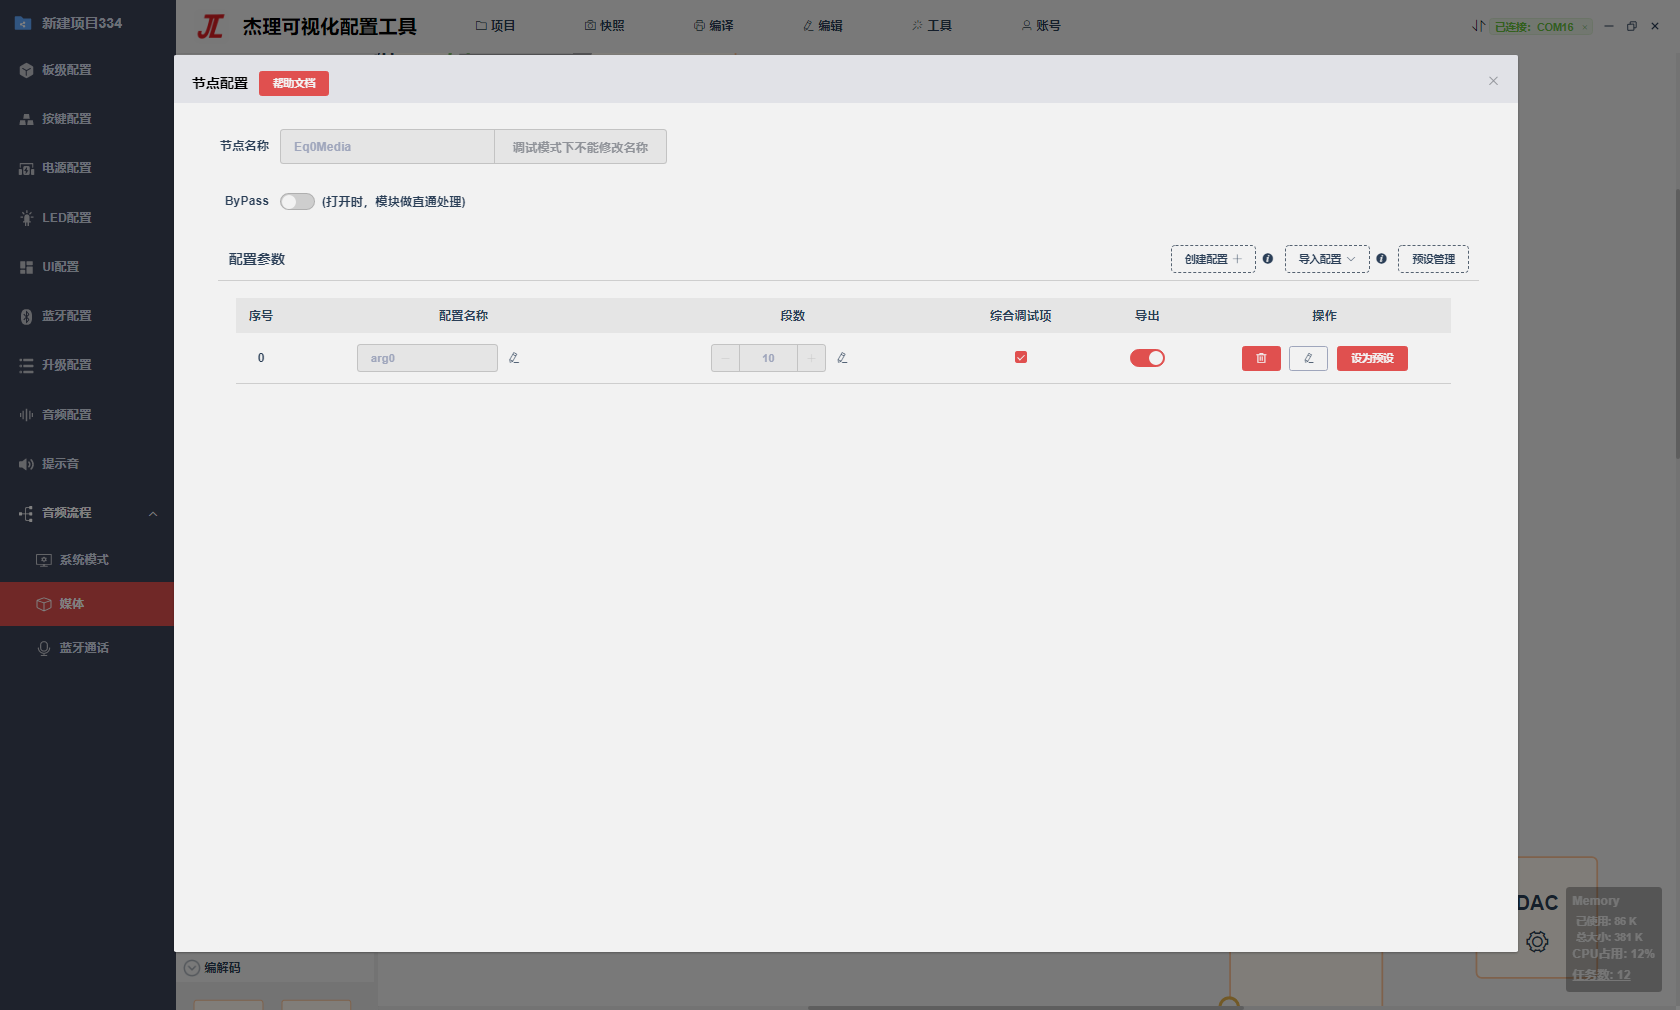 新建项目334
杰理可视化配置工具
项目
快照
编译
编辑
工具
账号
已连接：COM16
板级配置
按键配置
电源配置
LED配置
UI配置
蓝牙配置
升级配置
音频配置
提示音
音频流程
系统模式
媒体
蓝牙通话
节点配置
帮助文档
节点名称
Eq0Media
调试模式下不能修改名称
ByPass
(打开时，模块做直通处理)
配置参数
创建配置
导入配置
预设管理
序号
配置名称
段数
综合调试项
导出
操作
0
arg0
10
设为预设
编解码
DAC
Memory
已使用: 86 K
总大小: 381 K
CPU占用: 12%
任务数: 12